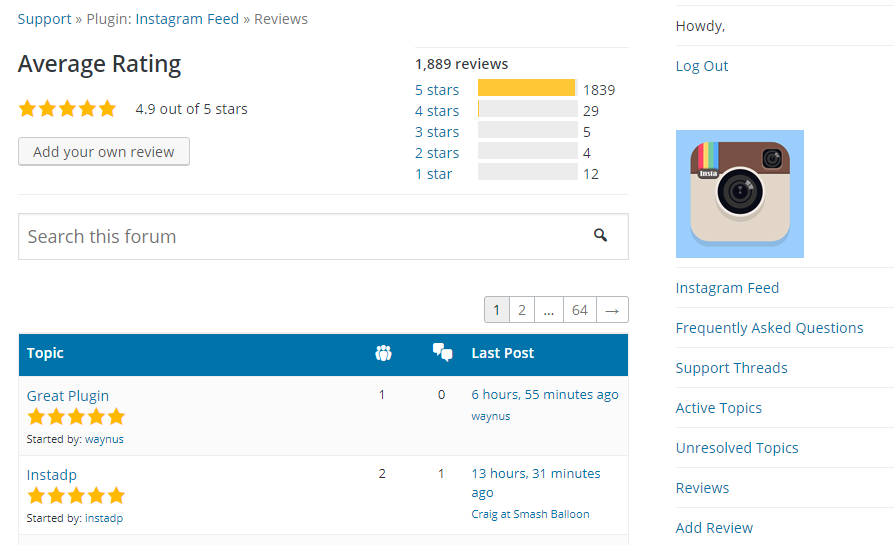 Support » Plugin: Instagram Feed » Reviews
Average Rating
4.9 out of 5 stars
Add your own review
1,889 reviews
5 stars 1839
4 stars 29
3 stars 5
2 stars 4
1 star 12
Search this forum
1 2 ... 64 →
Topic Last Post
Great Plugin 1 0 6 hours, 55 minutes ago
waynus
Started by: waynus
Instadp 2 1 13 hours, 31 minutes
ago
Craig at Smash Balloon
Started by: instadp
Howdy,
Log Out
Insta
Instagram Feed
Frequently Asked Questions
Support Threads
Active Topics
Unresolved Topics
Reviews
Add Review